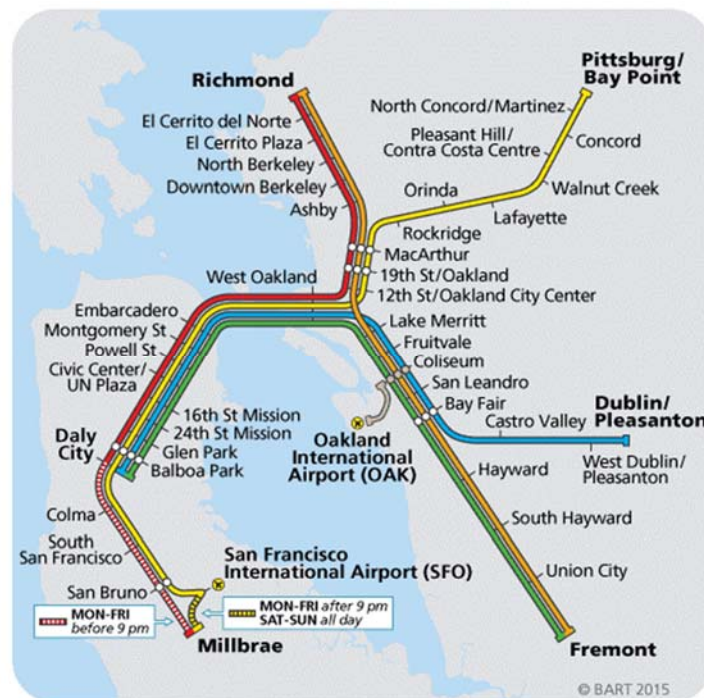 Richmond
El Cerrito del Norte
El Cerrito Plaza
North Berkeley
Downtown Berkeley
Ashby
Pittsburg/
Bay Point
North Concord/Martinez
Pleasant Hill/
Contra Costa Centre
Concord
Walnut Creek
Orinda
Lafayette
Rockridge
MacArthur
19th St/Oakland
12th St/Oakland City Center
West Oakland
Embarcadero
Montgomery St
Powell St
Civic Center/
UN Plaza
16th St Mission
24th St Mission
Glen Park
Balboa Park
Daly
City
Lake Merritt
Fruitvale
Coliseum
San Leandro
Bay Fair
Oakland
International
Airport (OAK)
Castro Valley
Dublin/
Pleasanton
West Dublin/
Pleasanton
Hayward
South Hayward
Union City
Fremont
Colma
South
San Francisco
San Bruno
San Francisco
International Airport (SFO)
MON-FRI
before 9 pm
MON-FRI after 9 pm
SAT-SUN all day
Millbrae
© BART 2015